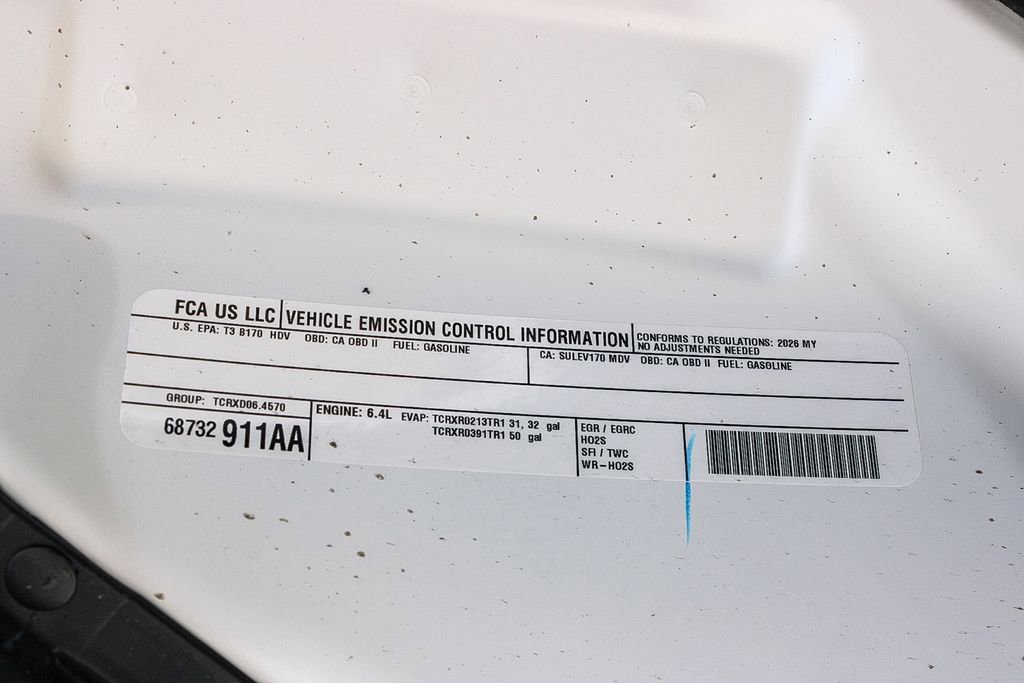 FCA US LLC VEHICLE EMISSION CONTROL INFORMATION
CONFORMS TO REGULATIONS: 2026 MY
NO ADJUSTMENTS NEEDED
U.S. EPA: T3 B170 HDV OBD: CA OBD II FUEL: GASOLINE
CA: SULEV170 MDV OBD: CA OBD II FUEL: GASOLINE
GROUP: TCRXD06.4570
68732 911AA
ENGINE: 6.4L EVAP: TCRXR0213TR1 31, 32 gal
TCRXR0391TR1 50 gal
EGR / EGRC
HO2S
SFI / TWC
WR-HO2S